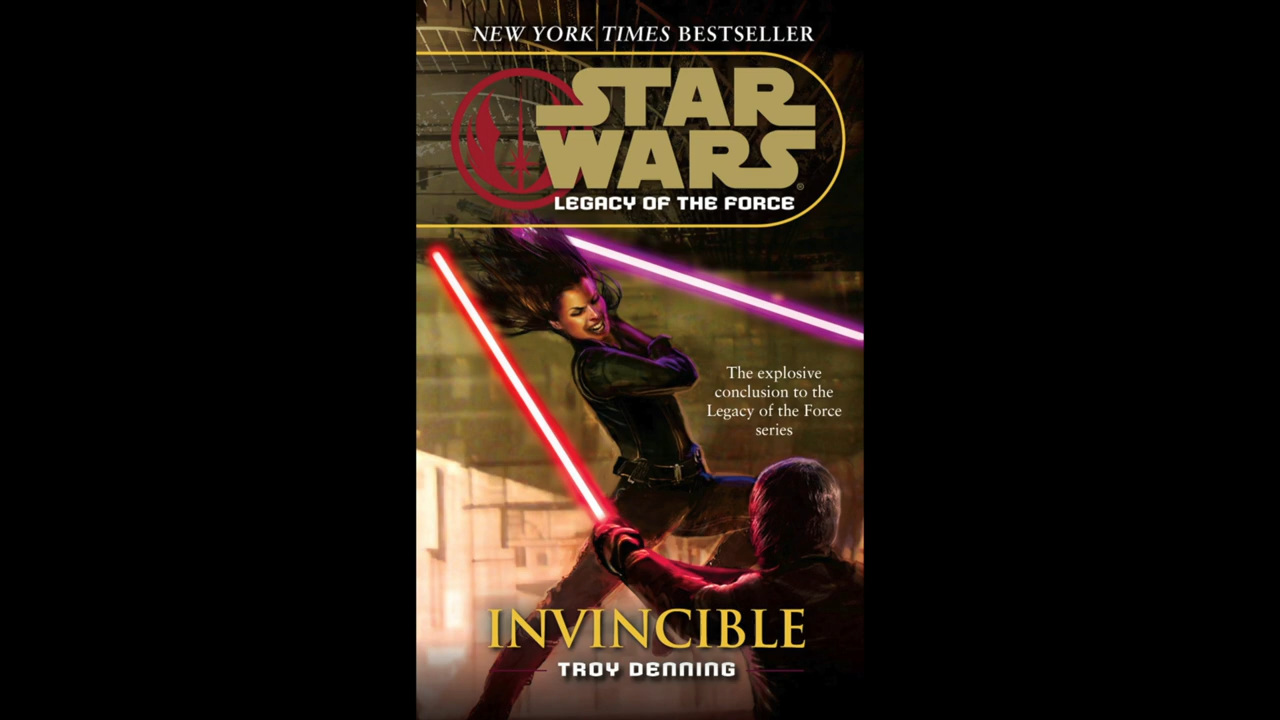 NEW YORK TIMES BESTSELLER
STAR
WARS®
LEGACY OF THE FORCE
The explosive
conclusion to the
Legacy of the Force
series
INVINCIBLE
TROY DENNING